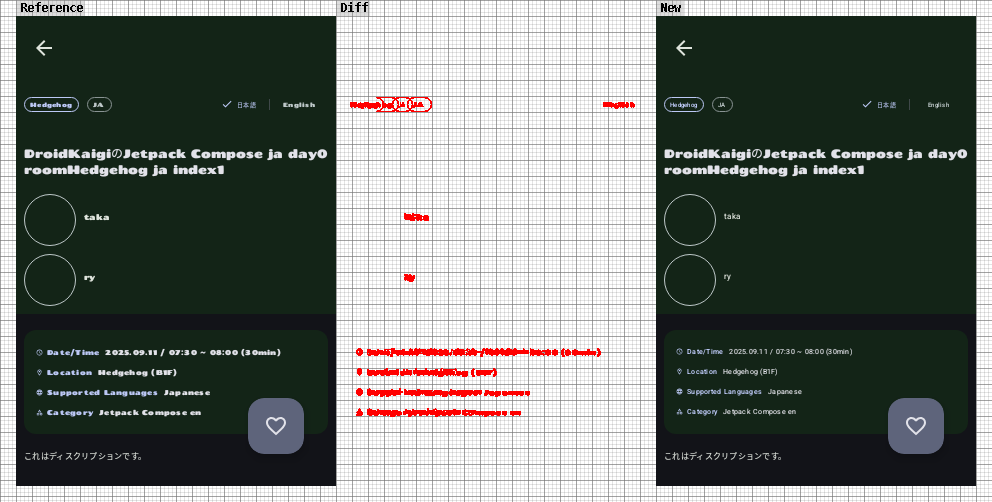 Reference
Diff
New
Hedgehog JA 日本語 English
DroidKaigiのJetpack Compose ja day0
roomHedgehog ja index1
taka
ry
Date/Time 2025.09.11 / 07:30 ~ 08:00 (30min)
Location Hedgehog (B1F)
Supported Languages Japanese
Category Jetpack Compose en
これはディスクリプションです。
Hedgehog JA 日本語 English
DroidKaigiのJetpack Compose ja day0
roomHedgehog ja index1
taka
ry
Date/Time 2025.09.11 / 07:30 ~ 08:00 (30min)
Location Hedgehog (B1F)
Supported Languages Japanese
Category Jetpack Compose en
これはディスクリプションです。